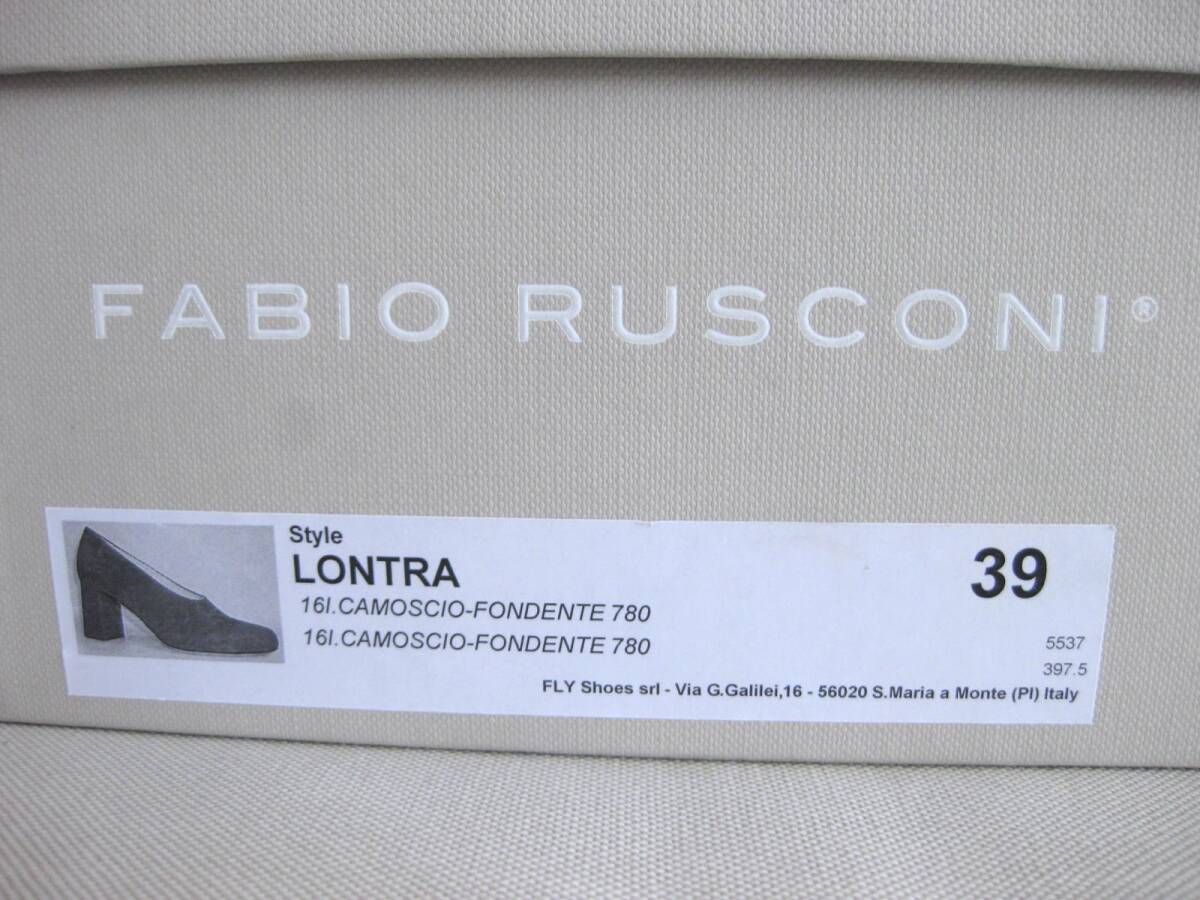 FABIO RUSCONI®
Style
LONTRA
39
16I.CAMOSCIO-FONDENTE 780
16I.CAMOSCIO-FONDENTE 780
5537
397.5
FLY Shoes srl - Via G.Galilei,16 - 56020 S.Maria a Monte (PI) Italy